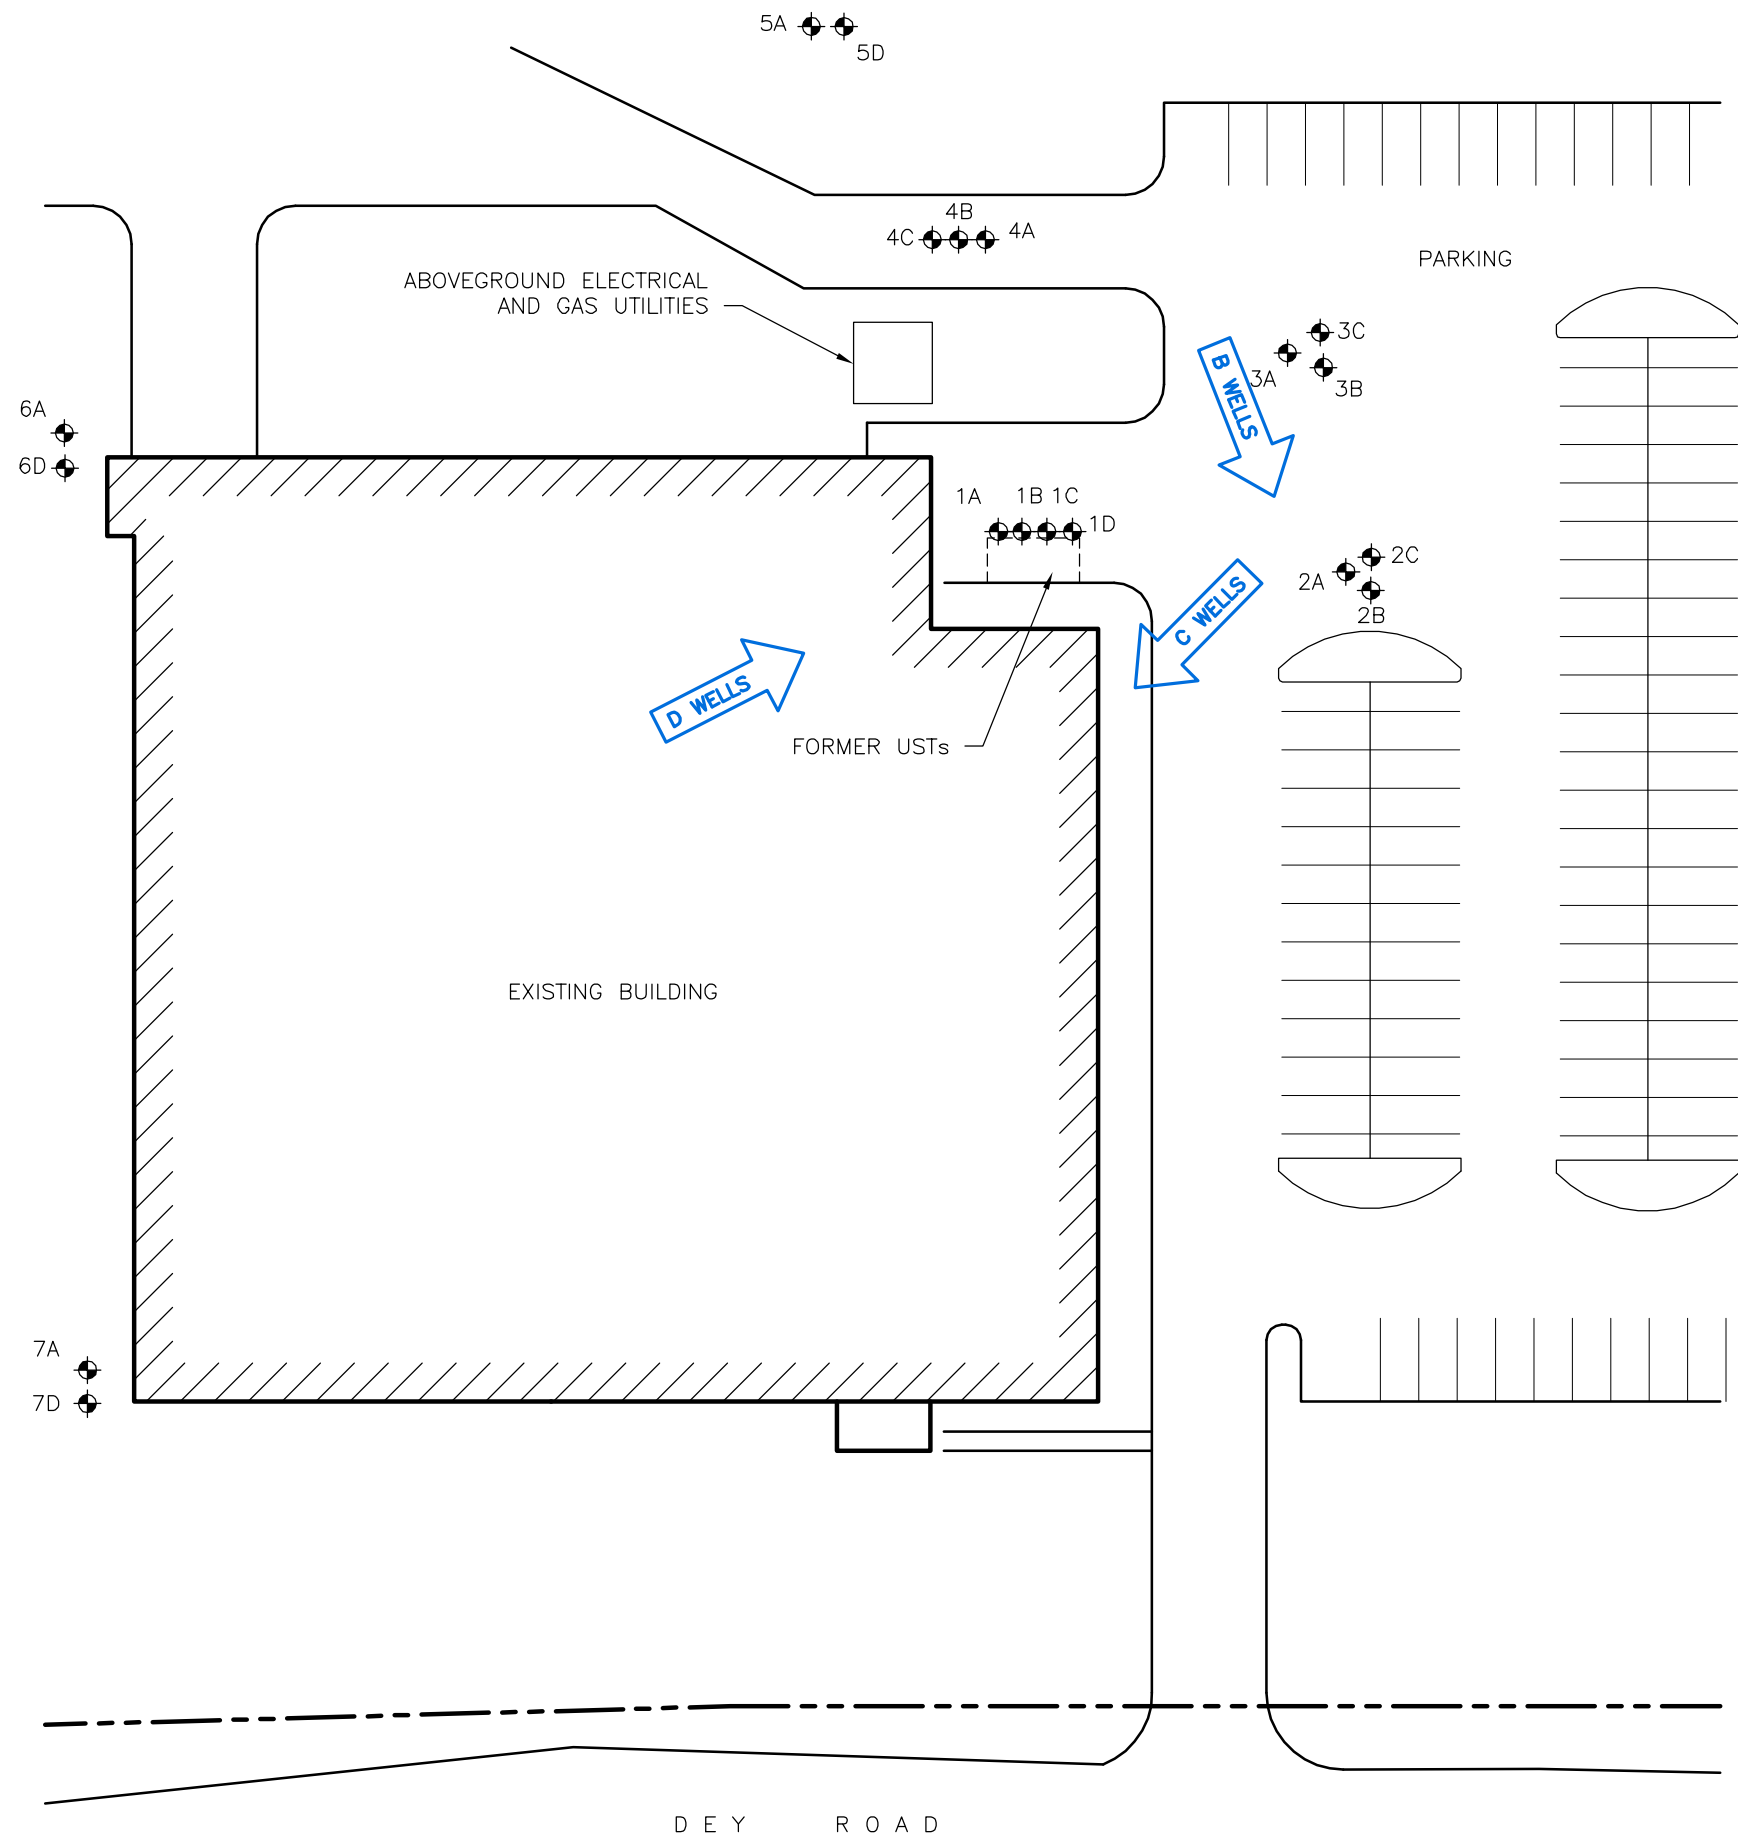 5A
5D
4B
4C
4A
PARKING
ABOVEGROUND ELECTRICAL
AND GAS UTILITIES
3C
3A
3B
B WELLS
6A
6D
1A
1B
1C
1D
2C
2A
2B
C WELLS
D WELLS
FORMER USTs
EXISTING BUILDING
7A
7D
DEY ROAD